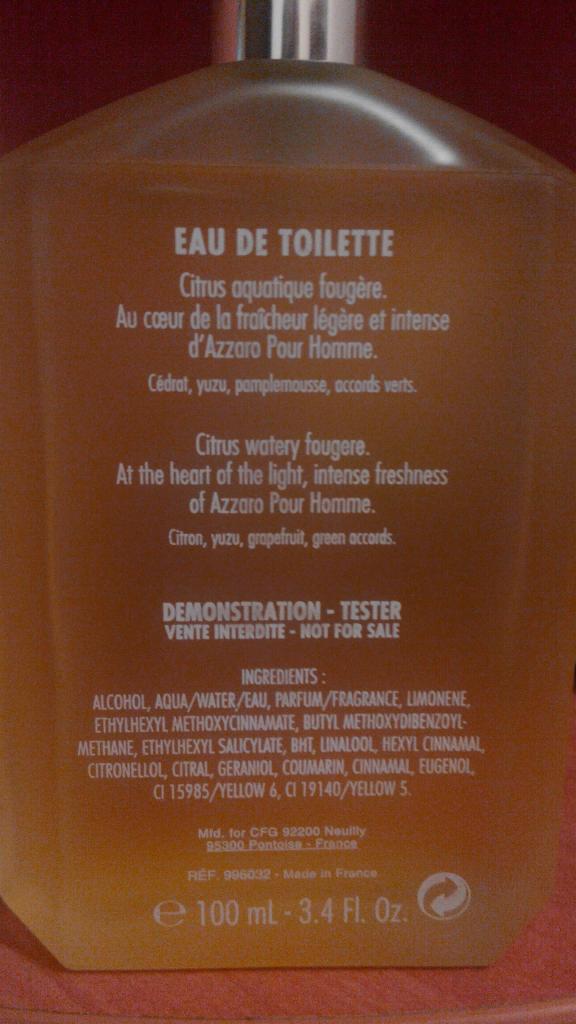 EAU DE TOILETTE
Citrus aquatique fougère.
Au cœur de la fraîcheur légère et intense
d'Azzaro Pour Homme.
Cédrat, yuzu, pamplemousse, accords verts.
Citrus watery fougere.
At the heart of the light, intense freshness
of Azzaro Pour Homme.
Citron, yuzu, grapefruit, green accords.
DEMONSTRATION - TESTER
VENTE INTERDITE - NOT FOR SALE
INGREDIENTS :
ALCOHOL, AQUA/WATER/EAU, PARFUM/FRAGRANCE, LIMONENE,
ETHYLHEXYL METHOXYCINNAMATE, BUTYL METHOXYDIBENZOYL-
METHANE, ETHYLHEXYL SALICYLATE, BHT, LINALOOL, HEXYL CINNAMAL,
CITRONELLOL, CITRAL, GERANIOL, COUMARIN, CINNAMAL, EUGENOL,
CI 15985/YELLOW 6, CI 19140/YELLOW 5.
Mfd. for CFG 92200 Neuilly
95300 Pontoise - France
RÉF. 996032 - Made in France
℮ 100 mL - 3.4 Fl. Oz.